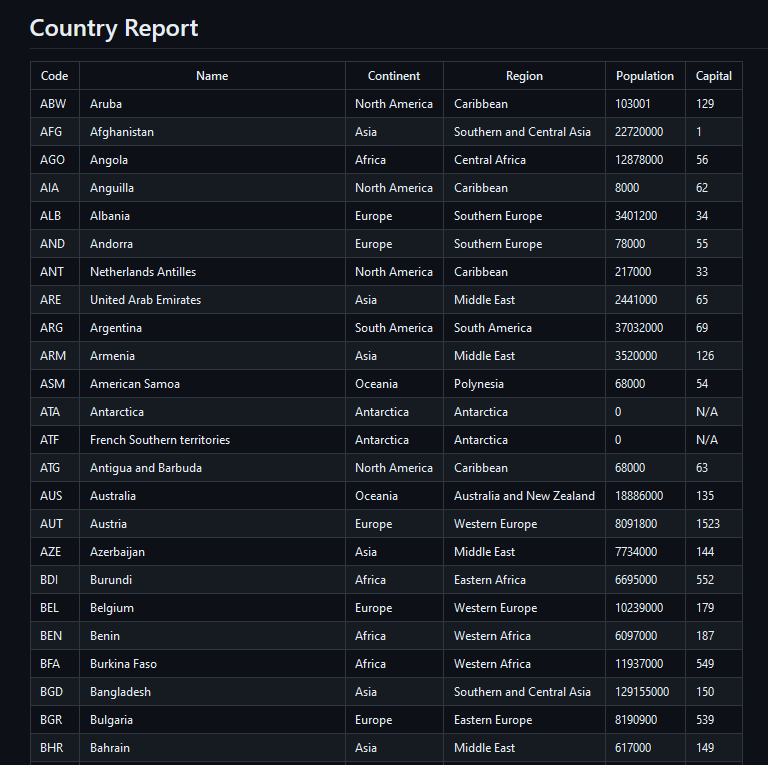 Country Report
Code Name Continent Region Population Capital
ABW Aruba North America Caribbean 103001 129
AFG Afghanistan Asia Southern and Central Asia 22720000 1
AGO Angola Africa Central Africa 12878000 56
AIA Anguilla North America Caribbean 8000 62
ALB Albania Europe Southern Europe 3401200 34
AND Andorra Europe Southern Europe 78000 55
ANT Netherlands Antilles North America Caribbean 217000 33
ARE United Arab Emirates Asia Middle East 2441000 65
ARG Argentina South America South America 37032000 69
ARM Armenia Asia Middle East 3520000 126
ASM American Samoa Oceania Polynesia 68000 54
ATA Antarctica Antarctica Antarctica 0 N/A
ATF French Southern territories Antarctica Antarctica 0 N/A
ATG Antigua and Barbuda North America Caribbean 68000 63
AUS Australia Oceania Australia and New Zealand 18886000 135
AUT Austria Europe Western Europe 8091800 1523
AZE Azerbaijan Asia Middle East 7734000 144
BDI Burundi Africa Eastern Africa 6695000 552
BEL Belgium Europe Western Europe 10239000 179
BEN Benin Africa Western Africa 6097000 187
BFA Burkina Faso Africa Western Africa 11937000 549
BGD Bangladesh Asia Southern and Central Asia 129155000 150
BGR Bulgaria Europe Eastern Europe 8190900 539
BHR Bahrain Asia Middle East 617000 149